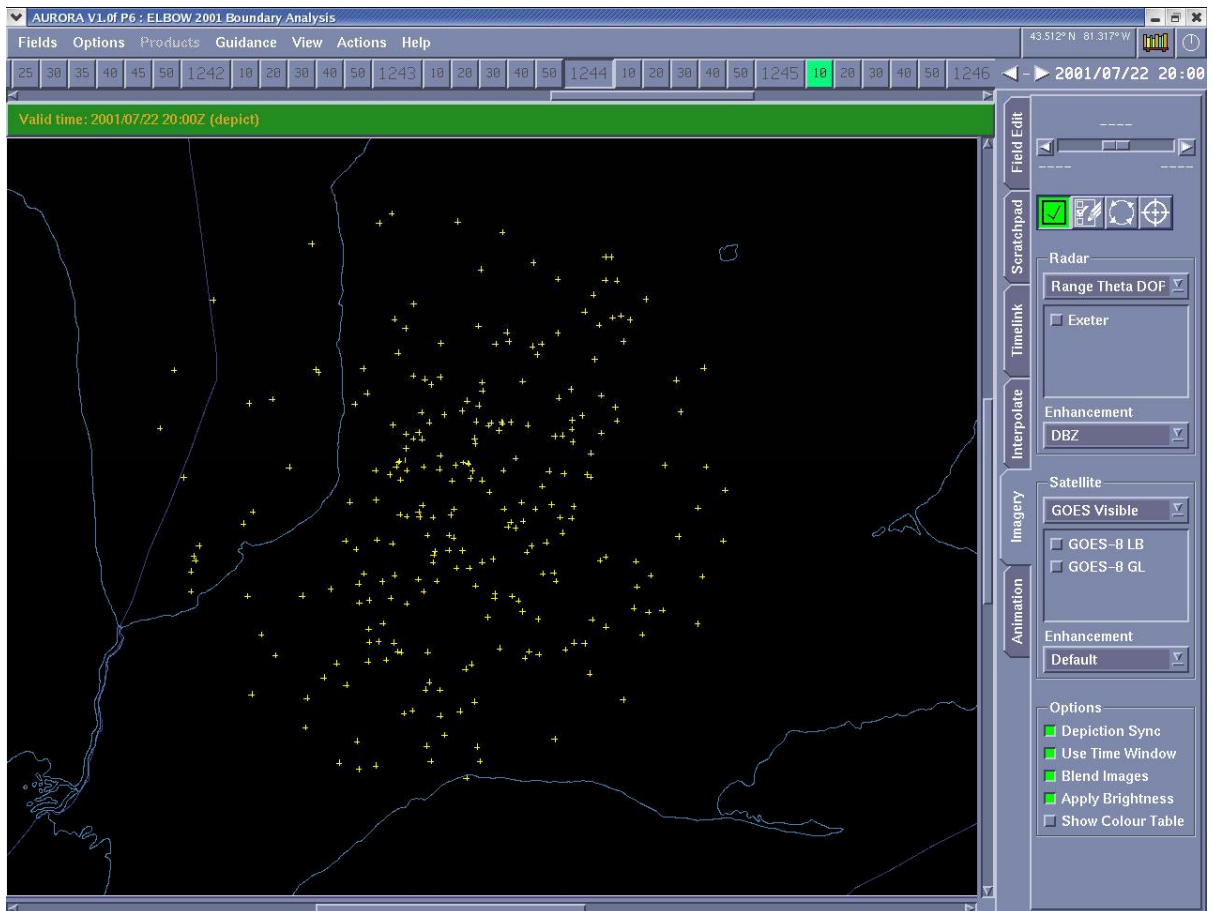 AURORA V1.0f P6 : ELBOW 2001 Boundary Analysis
Fields Options Products Guidance View Actions Help
43.512° N 81.317° W
25 30 35 40 45 50 1242 10 20 30 40 50 1243 10 20 30 40 50 1244 10 20 30 40 50 1245 10 20 30 40 50 1246
2001/07/22 20:00
Valid time: 2001/07/22 20:00Z (depict)
Field Edit
Scratchpad
Timelink
Interpolate
Imagery
Animation
----
---- ----
Radar
Range Theta DOP
Exeter
Enhancement
DBZ
Satellite
GOES Visible
GOES-8 LB
GOES-8 GL
Enhancement
Default
Options
Depiction Sync
Use Time Window
Blend Images
Apply Brightness
Show Colour Table